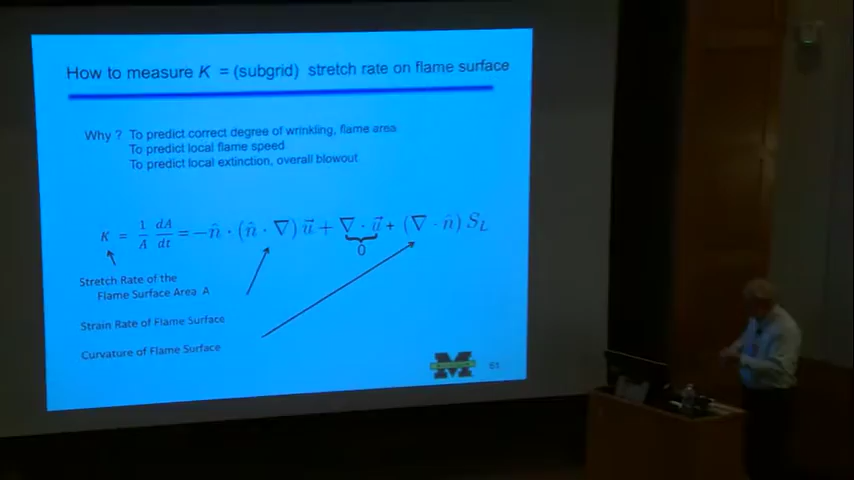 How to measure K = (subgrid) stretch rate on flame surface
Why ? To predict correct degree of wrinkling, flame area
To predict local flame speed
To predict local extinction, overall blowout
K = 1/A dA/dt = −n̂ · (n̂ · ∇) u⃗ + ∇ · u⃗ + (∇ · n̂) S_L
0
Stretch Rate of the
Flame Surface Area A
Strain Rate of Flame Surface
Curvature of Flame Surface
M
61